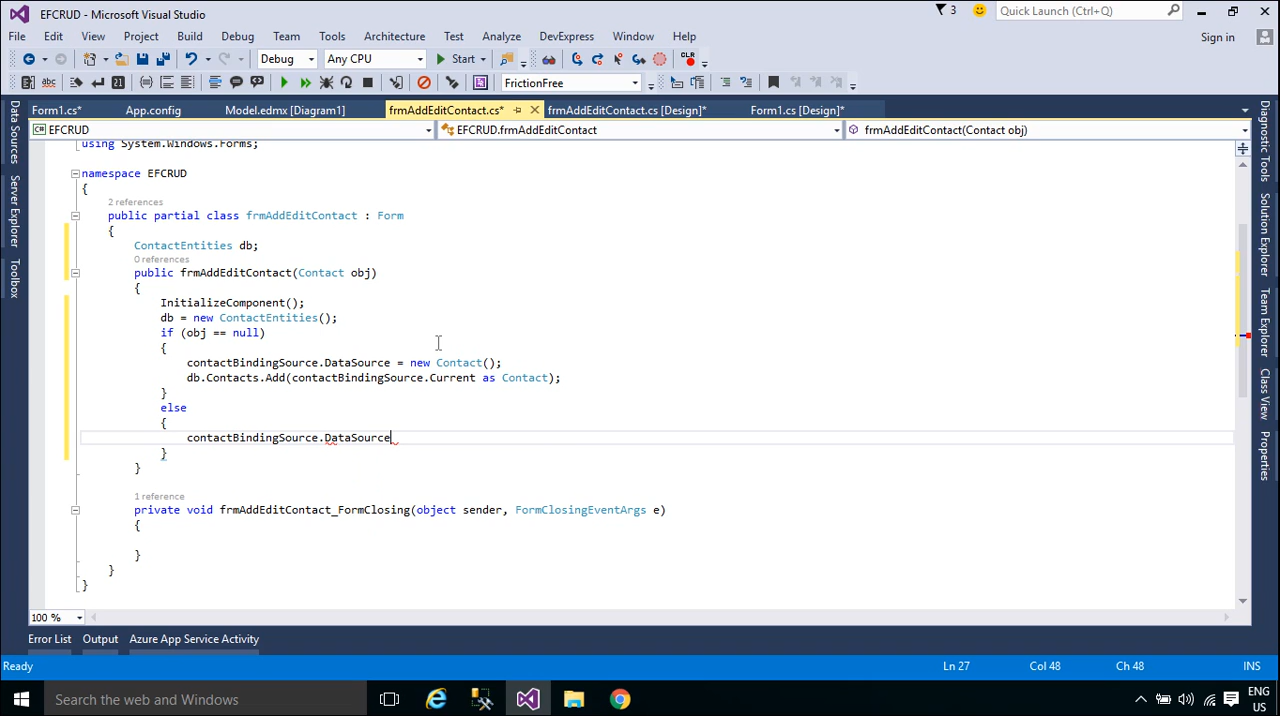 EFCRUD - Microsoft Visual Studio
3
Quick Launch (Ctrl+Q)
File Edit View Project Build Debug Team Tools Architecture Test Analyze DevExpress Window Help
Sign in
Debug Any CPU Start CLR
abc 21 FrictionFree
Form1.cs* App.config Model.edmx [Diagram1] frmAddEditContact.cs* frmAddEditContact.cs [Design]* Form1.cs [Design]*
C# EFCRUD EFCRUD.frmAddEditContact frmAddEditContact(Contact obj)
Data Sources
Server Explorer
Toolbox
using System.Windows.Forms;
namespace EFCRUD
{
2 references
public partial class frmAddEditContact : Form
{
ContactEntities db;
0 references
public frmAddEditContact(Contact obj)
{
InitializeComponent();
db = new ContactEntities();
if (obj == null)
{
contactBindingSource.DataSource = new Contact();
db.Contacts.Add(contactBindingSource.Current as Contact);
}
else
{
contactBindingSource.DataSource
}
}
1 reference
private void frmAddEditContact_FormClosing(object sender, FormClosingEventArgs e)
{
}
}
}
Diagnostic Tools
Solution Explorer
Team Explorer
Class View
Properties
100 %
Error List Output Azure App Service Activity
Ready Ln 27 Col 48 Ch 48 INS
Search the web and Windows
ENG
US